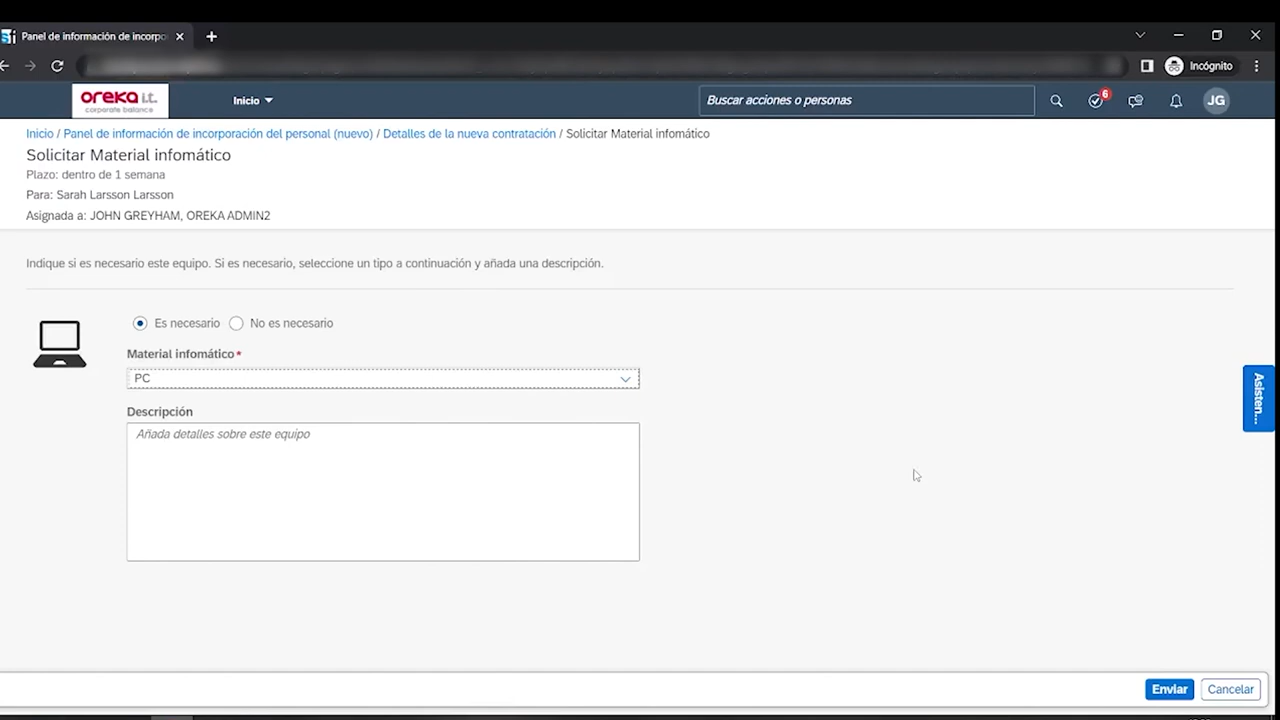 Panel de información de incorpo
Incógnito
oreka i.t.
corporate balance
Inicio
Buscar acciones o personas
6
JG
Inicio / Panel de información de incorporación del personal (nuevo) / Detalles de la nueva contratación / Solicitar Material infomático
Solicitar Material infomático
Plazo: dentro de 1 semana
Para: Sarah Larsson Larsson
Asignada a: JOHN GREYHAM, OREKA ADMIN2
Indique si es necesario este equipo. Si es necesario, seleccione un tipo a continuación y añada una descripción.
Es necesario No es necesario
Material infomático*
PC
Asisten...
Descripción
Añada detalles sobre este equipo
Enviar Cancelar